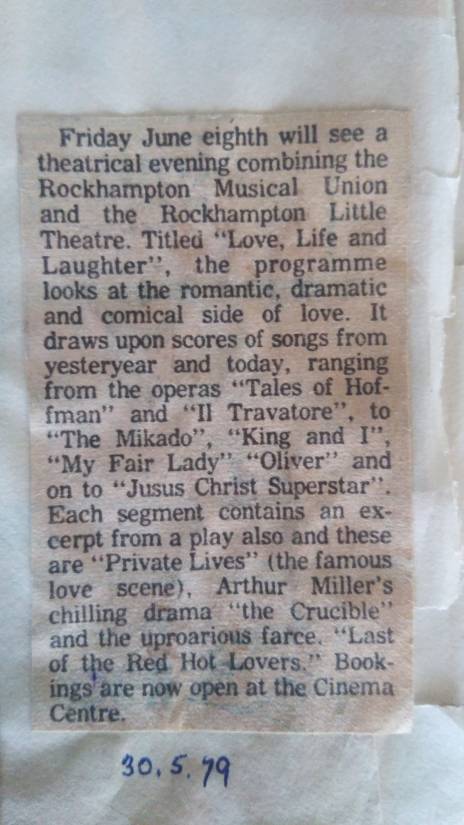 Friday June eighth will see a
theatrical evening combining the
Rockhampton Musical Union
and the Rockhampton Little
Theatre. Titled “Love, Life and
Laughter”, the programme
looks at the romantic, dramatic
and comical side of love. It
draws upon scores of songs from
yesteryear and today, ranging
from the operas “Tales of Hof-
fman” and “Il Travatore”, to
“The Mikado”, “King and I”,
“My Fair Lady” “Oliver” and
on to “Jusus Christ Superstar”.
Each segment contains an ex-
cerpt from a play also and these
are “Private Lives” (the famous
love scene), Arthur Miller’s
chilling drama “the Crucible”
and the uproarious farce, “Last
of the Red Hot Lovers.” Book-
ings are now open at the Cinema
Centre.
30.5.79